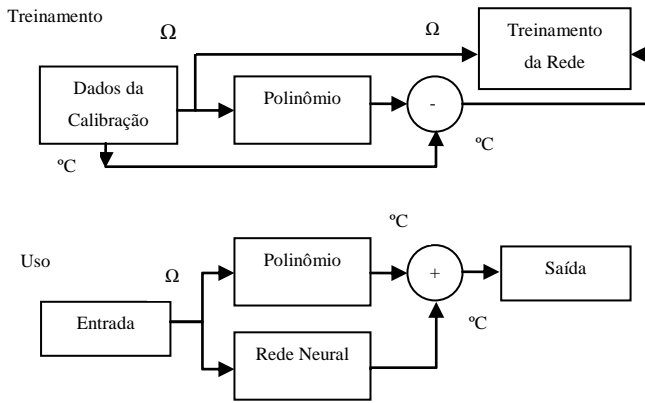 Treinamento
Ω
Ω
Treinamento
da Rede
Dados da
Calibração
Polinômio
-
ºC
ºC
Uso
ºC
Ω
Polinômio
+
Saída
Entrada
ºC
Rede Neural